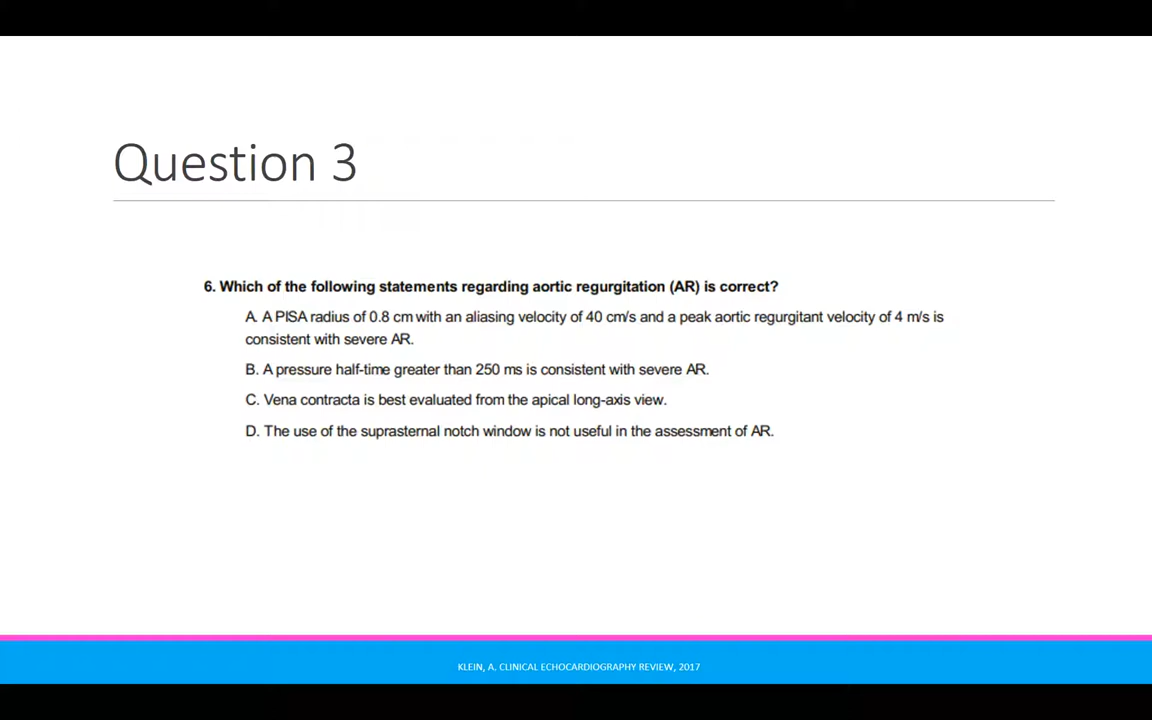 Question 3
6. Which of the following statements regarding aortic regurgitation (AR) is correct?
A. A PISA radius of 0.8 cm with an aliasing velocity of 40 cm/s and a peak aortic regurgitant velocity of 4 m/s is
consistent with severe AR.
B. A pressure half-time greater than 250 ms is consistent with severe AR.
C. Vena contracta is best evaluated from the apical long-axis view.
D. The use of the suprasternal notch window is not useful in the assessment of AR.
KLEIN, A. CLINICAL ECHOCARDIOGRAPHY REVIEW, 2017